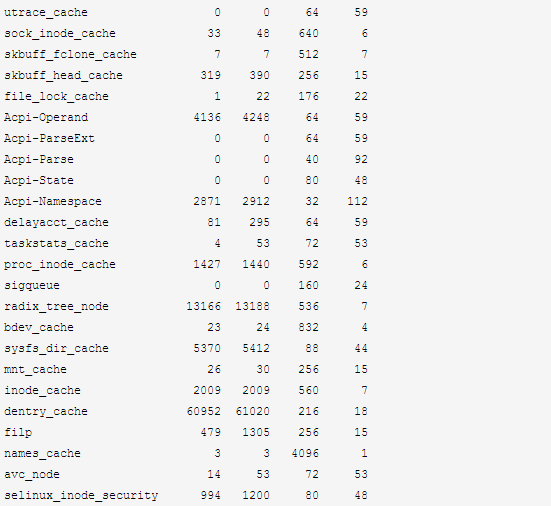 utrace_cache 0 0 64 59
sock_inode_cache 33 48 640 6
skbuff_fclone_cache 7 7 512 7
skbuff_head_cache 319 390 256 15
file_lock_cache 1 22 176 22
Acpi-Operand 4136 4248 64 59
Acpi-ParseExt 0 0 64 59
Acpi-Parse 0 0 40 92
Acpi-State 0 0 80 48
Acpi-Namespace 2871 2912 32 112
delayacct_cache 81 295 64 59
taskstats_cache 4 53 72 53
proc_inode_cache 1427 1440 592 6
sigqueue 0 0 160 24
radix_tree_node 13166 13188 536 7
bdev_cache 23 24 832 4
sysfs_dir_cache 5370 5412 88 44
mnt_cache 26 30 256 15
inode_cache 2009 2009 560 7
dentry_cache 60952 61020 216 18
filp 479 1305 256 15
names_cache 3 3 4096 1
avc_node 14 53 72 53
selinux_inode_security 994 1200 80 48